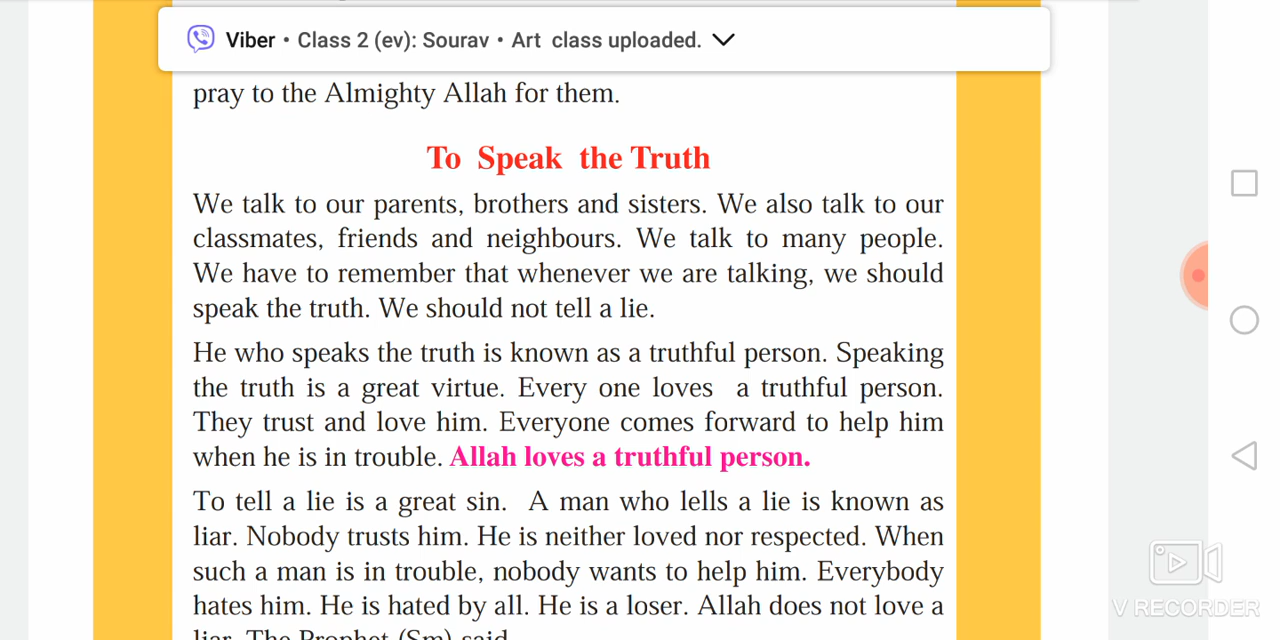 Viber • Class 2 (ev): Sourav • Art class uploaded.
pray to the Almighty Allah for them.
To Speak the Truth
We talk to our parents, brothers and sisters. We also talk to our
classmates, friends and neighbours. We talk to many people.
We have to remember that whenever we are talking, we should
speak the truth. We should not tell a lie.
He who speaks the truth is known as a truthful person. Speaking
the truth is a great virtue. Every one loves a truthful person.
They trust and love him. Everyone comes forward to help him
when he is in trouble. Allah loves a truthful person.
To tell a lie is a great sin. A man who lells a lie is known as
liar. Nobody trusts him. He is neither loved nor respected. When
such a man is in trouble, nobody wants to help him. Everybody
hates him. He is hated by all. He is a loser. Allah does not love a
liar. The Prophet (Sm) said
V RECORDER